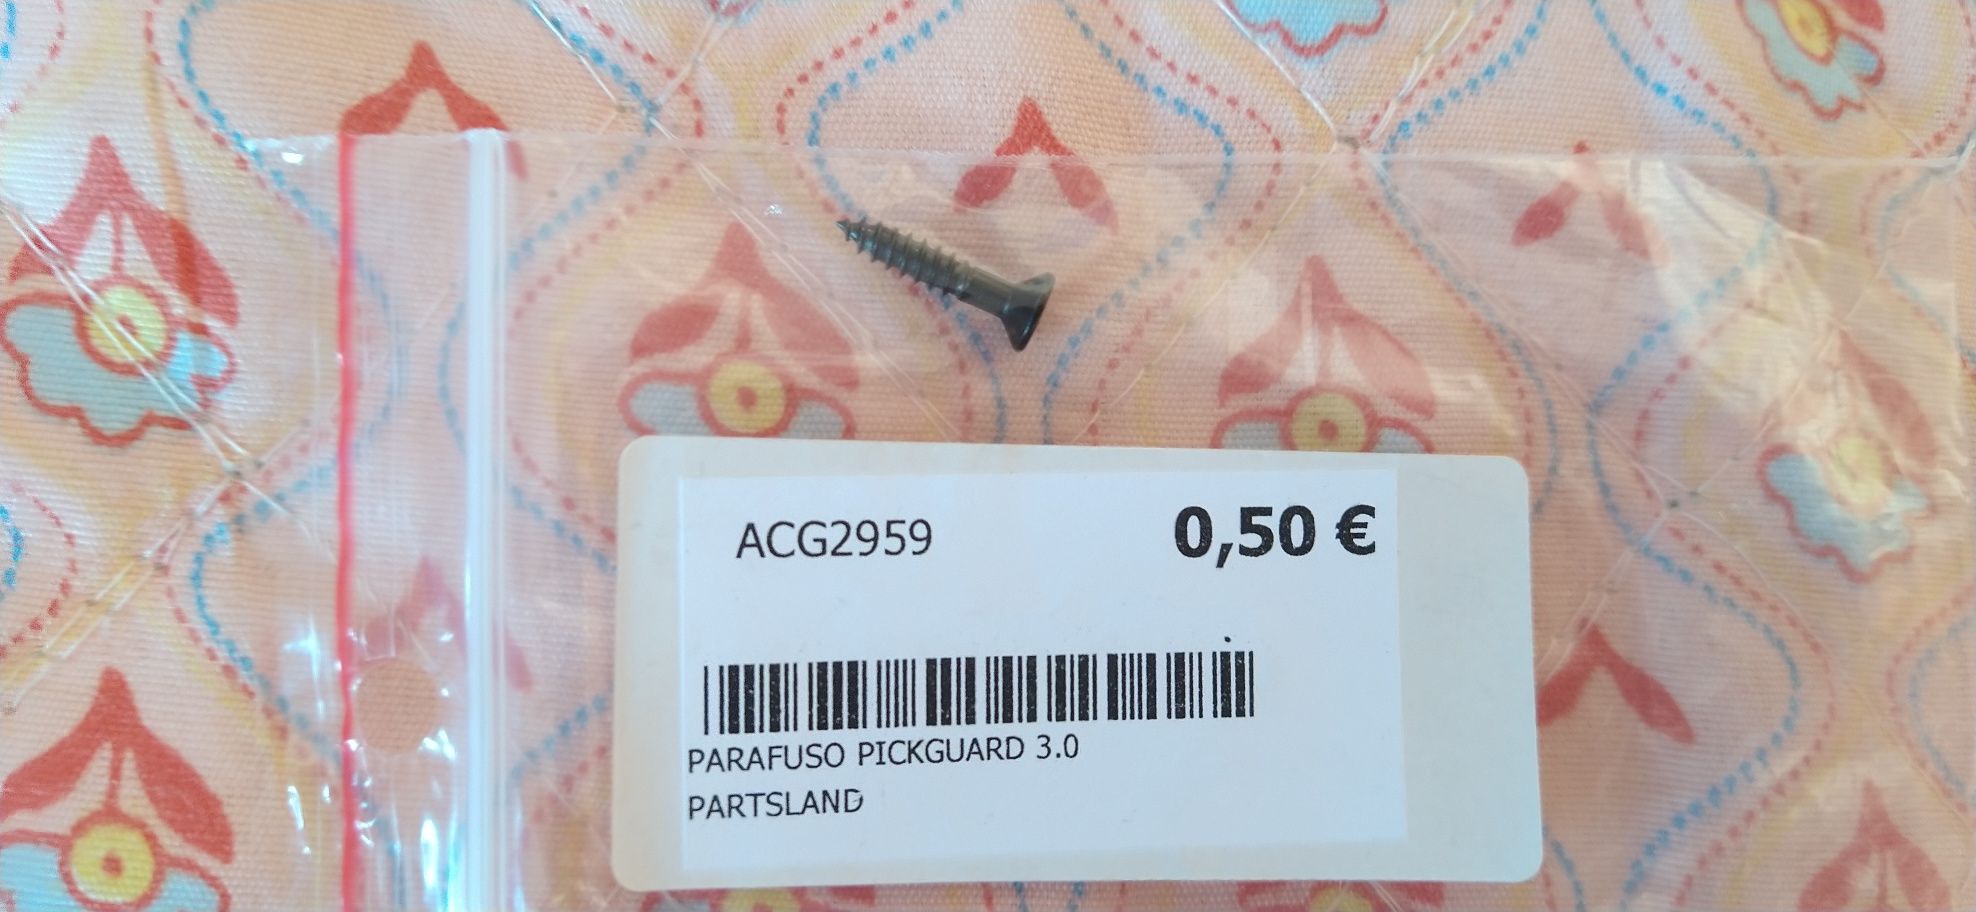 ACG2959 0,50 €
PARAFUSO PICKGUARD 3.0
PARTSLAND